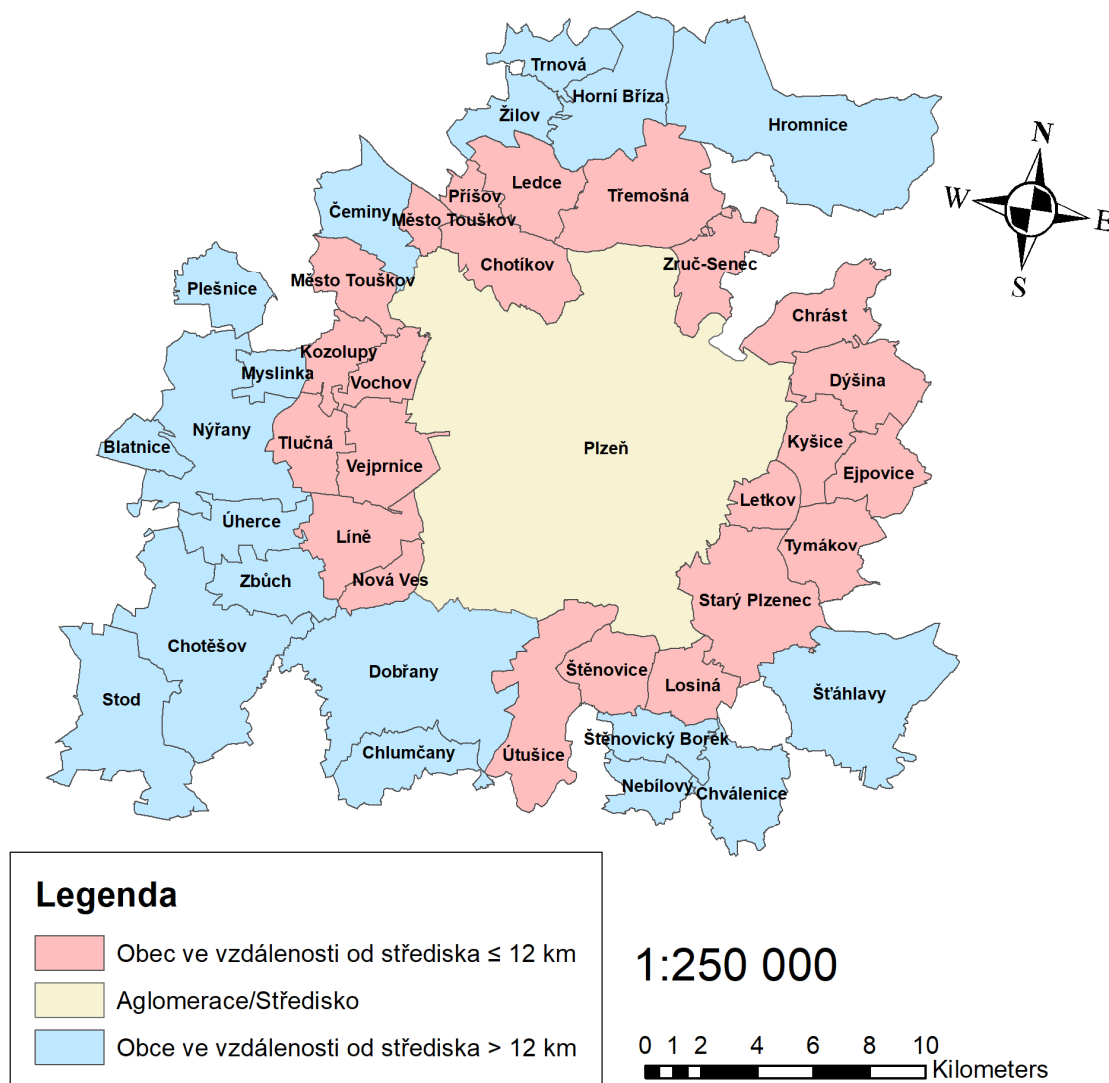 Trnová
Horní Bříza
Žilov
Hromnice
N
W
E
S
Ledce
Příšov
Třemošná
Čeminy
Město Touškov
Chotíkov
Zruč-Senec
Město Touškov
Plešnice
Chrást
Kozolupy
Myslinka
Vochov
Dýšina
Nýřany
Blatnice
Tlučná
Vejprnice
Plzeň
Kyšice
Ejpovice
Letkov
Úherce
Líně
Tymákov
Zbůch
Nová Ves
Starý Plzenec
Chotěšov
Dobřany
Štěnovice
Losiná
Šťáhlavy
Stod
Štěnovický Borek
Chlumčany
Útušice
Nebílovy
Chválenice
Legenda
Obec ve vzdálenosti od střediska ≤ 12 km
Aglomerace/Středisko
Obce ve vzdálenosti od střediska > 12 km
1:250 000
0 1 2 4 6 8 10
Kilometers